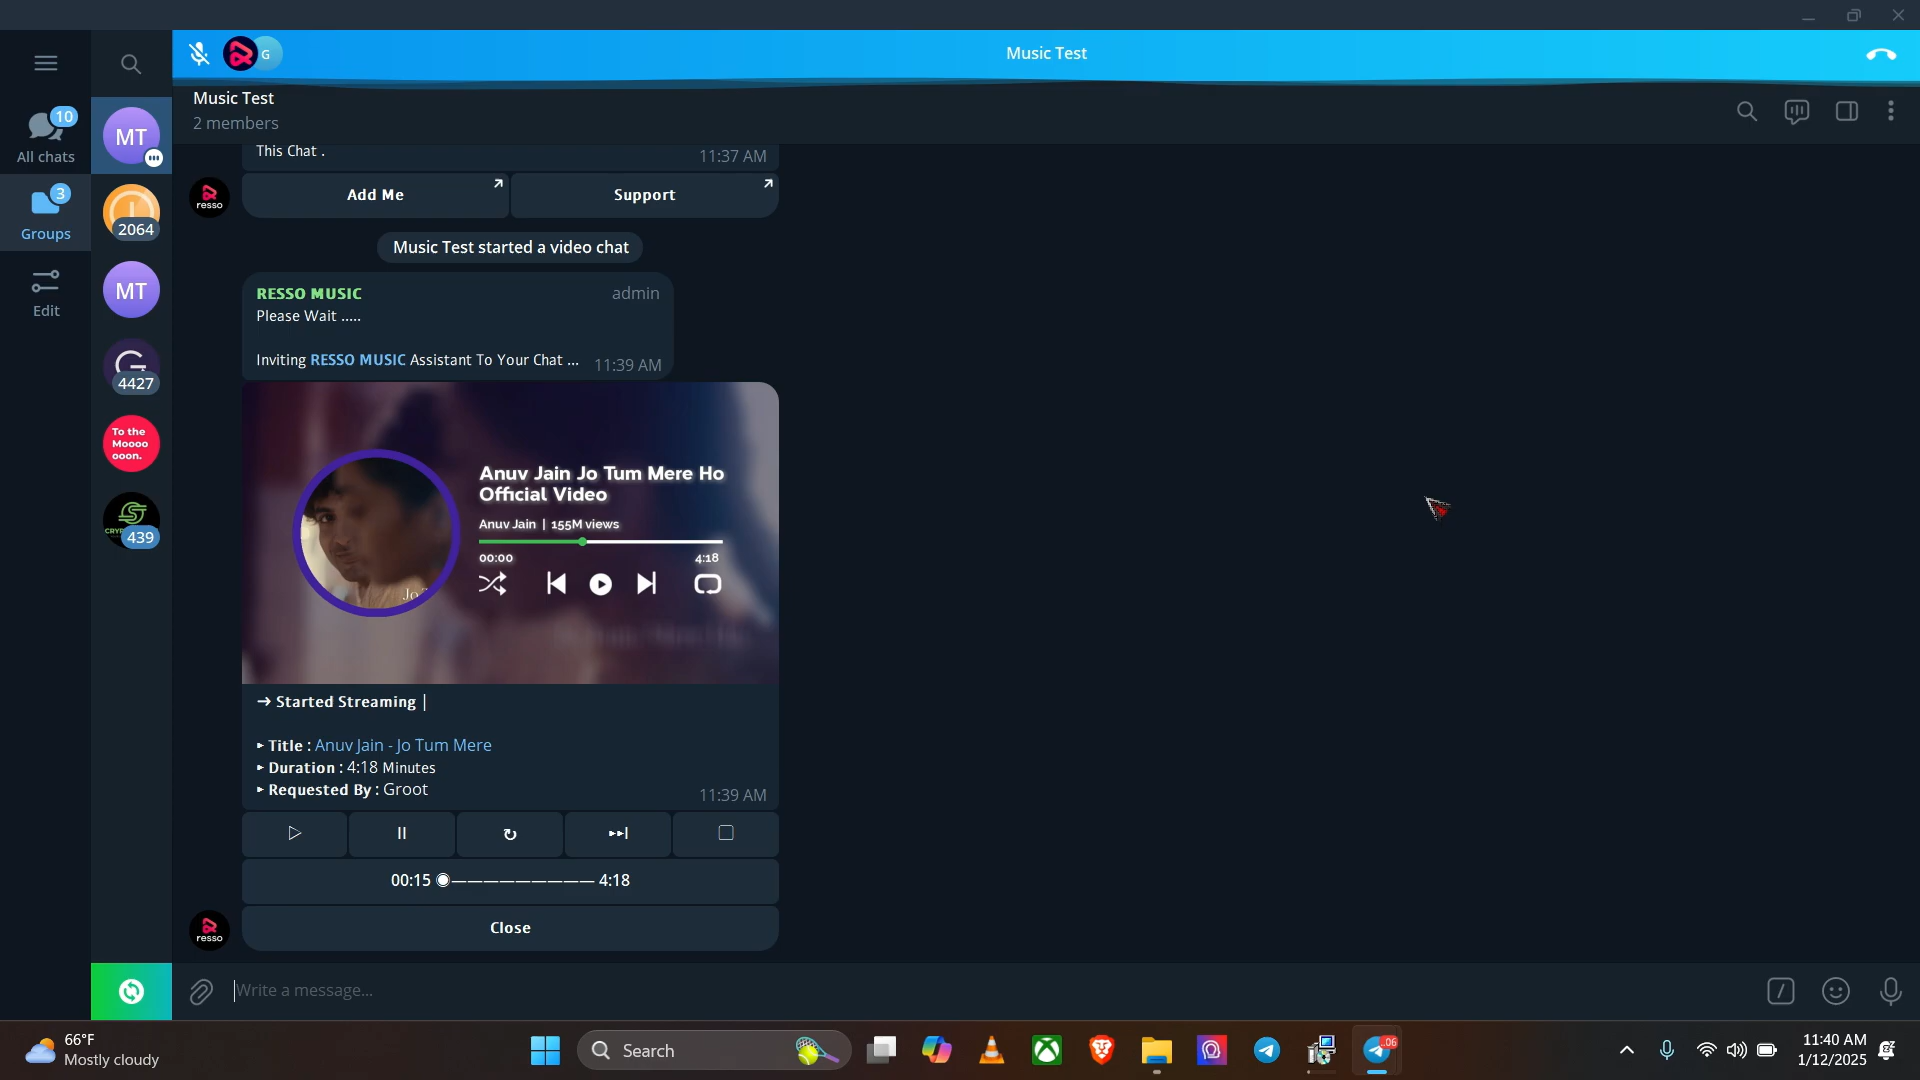 G
Music Test
Music Test
2 members
10
All chats
MT
3
Groups
2064
Edit
MT
4427
To the
Moooo
ooon.
439
This Chat .
11:37 AM
Add Me
Support
resso
Music Test started a video chat
RESSO MUSIC
admin
Please Wait .....
Inviting RESSO MUSIC Assistant To Your Chat ...
11:39 AM
Anuv Jain Jo Tum Mere Ho
Official Video
Anuv Jain | 155M views
00:00
4:18
→ Started Streaming |
▸ Title : Anuv Jain - Jo Tum Mere
▸ Duration : 4:18 Minutes
▸ Requested By : Groot
11:39 AM
00:15 ◉—————————— 4:18
Close
resso
Write a message...
66°F
Mostly cloudy
Search
11:40 AM
1/12/2025